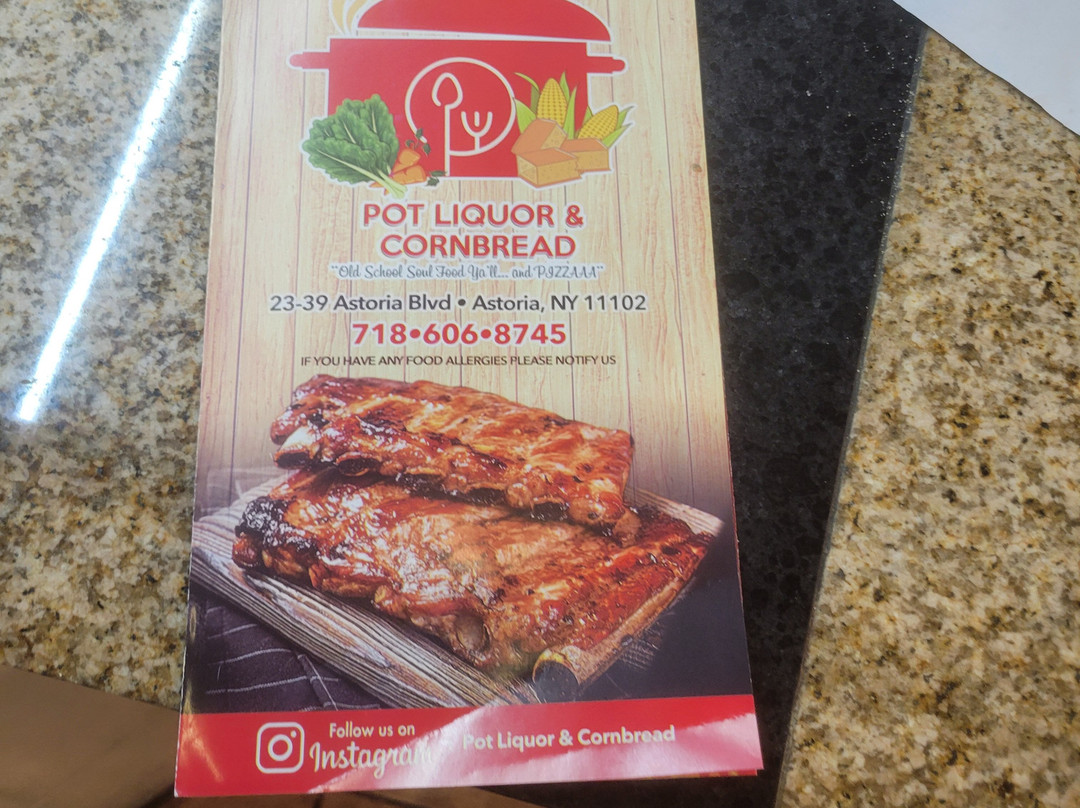 POT LIQUOR &
CORNBREAD
"Old School Soul Food Ya'll... and PIZZAAA"
23-39 Astoria Blvd • Astoria, NY 11102
718•606•8745
IF YOU HAVE ANY FOOD ALLERGIES PLEASE NOTIFY US
Follow us on
Instagram
Pot Liquor & Cornbread